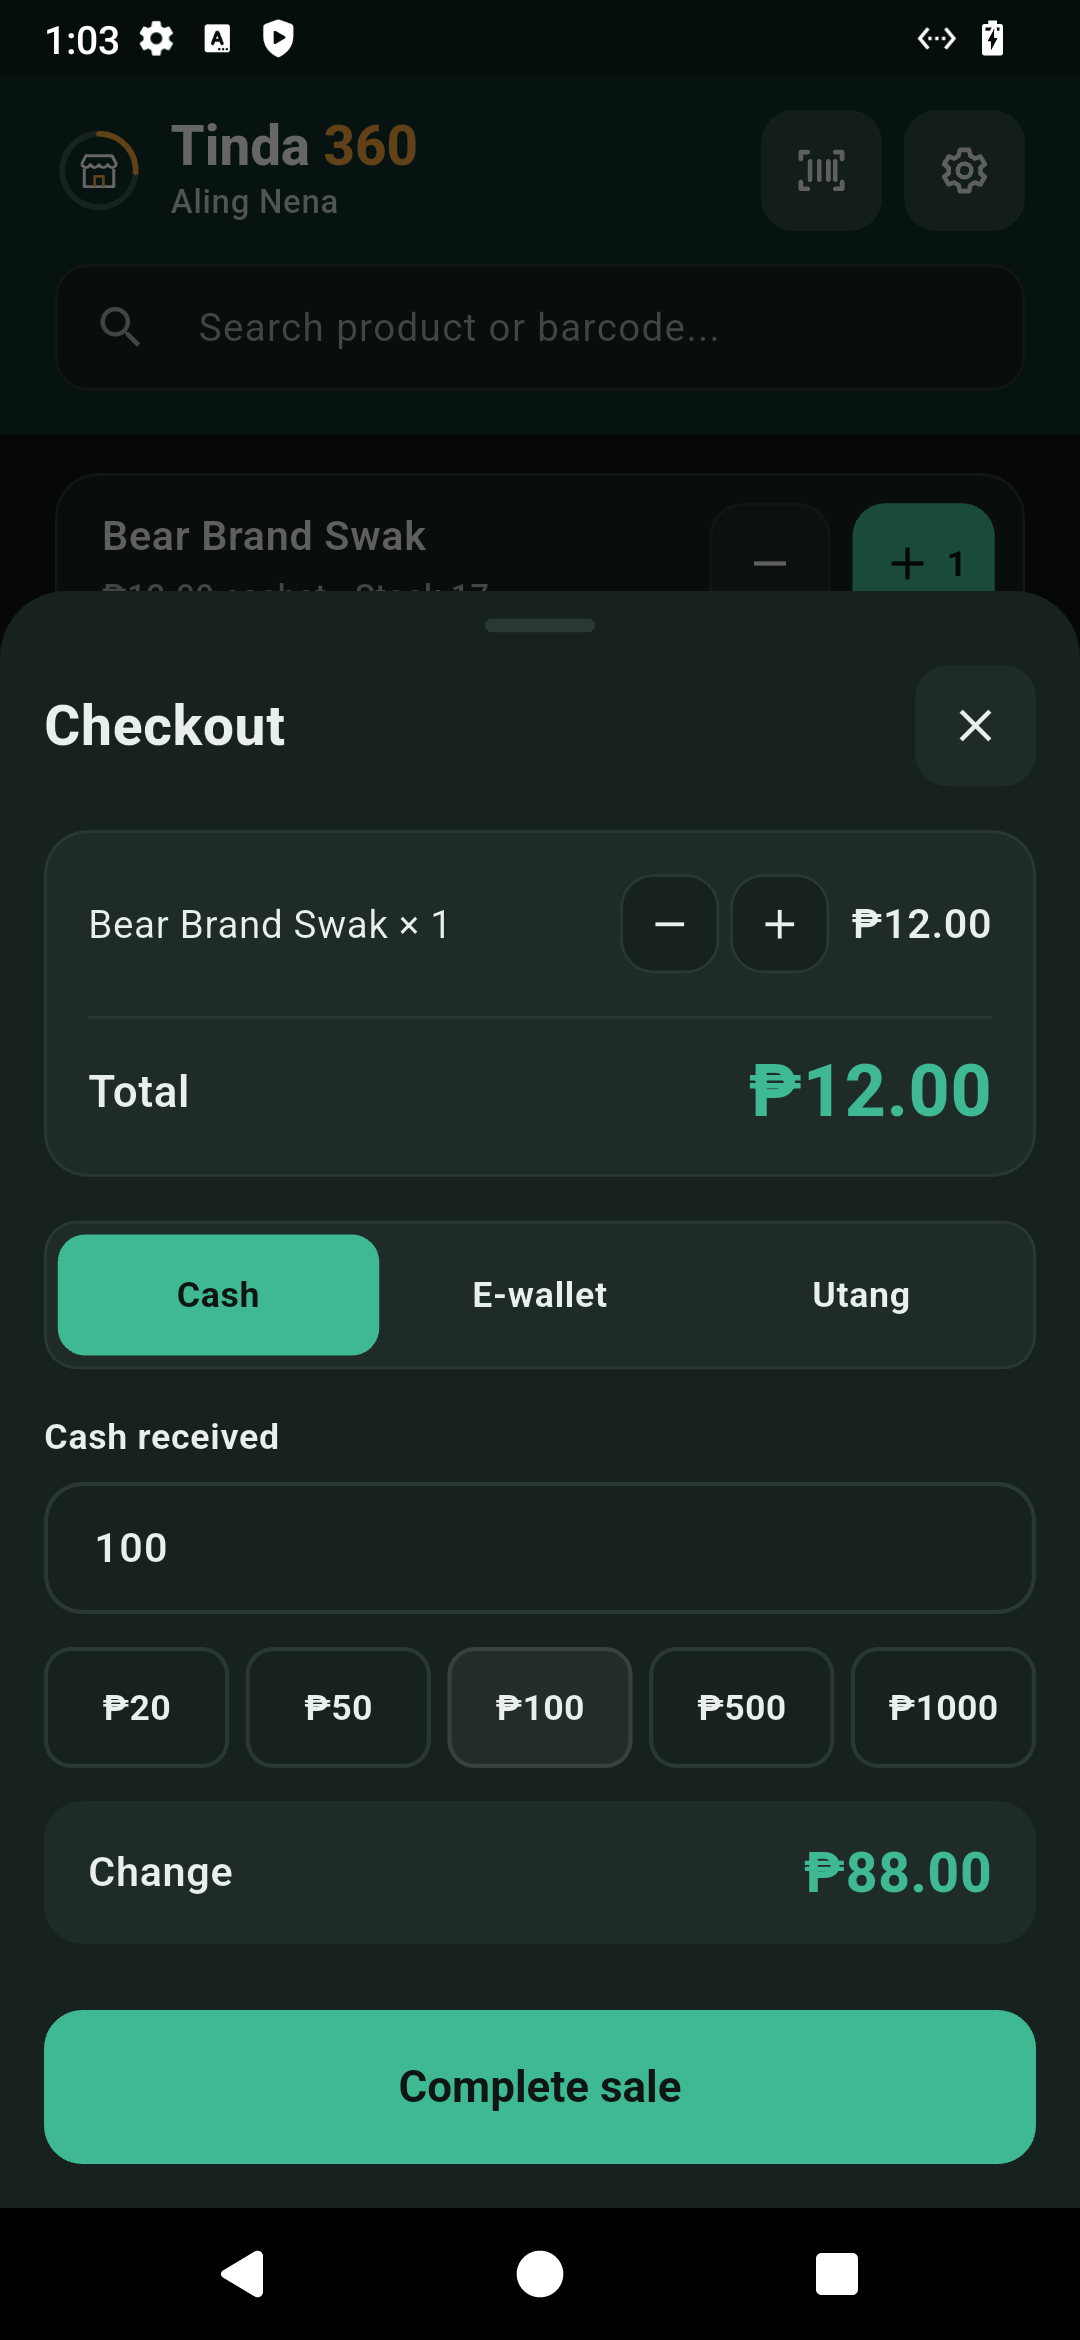 1:03
Tinda 360
Aling Nena
Search product or barcode...
Bear Brand Swak
1
Checkout
Bear Brand Swak × 1
₱12.00
Total
₱12.00
Cash
E-wallet
Utang
Cash received
100
₱20
₱50
₱100
₱500
₱1000
Change
₱88.00
Complete sale